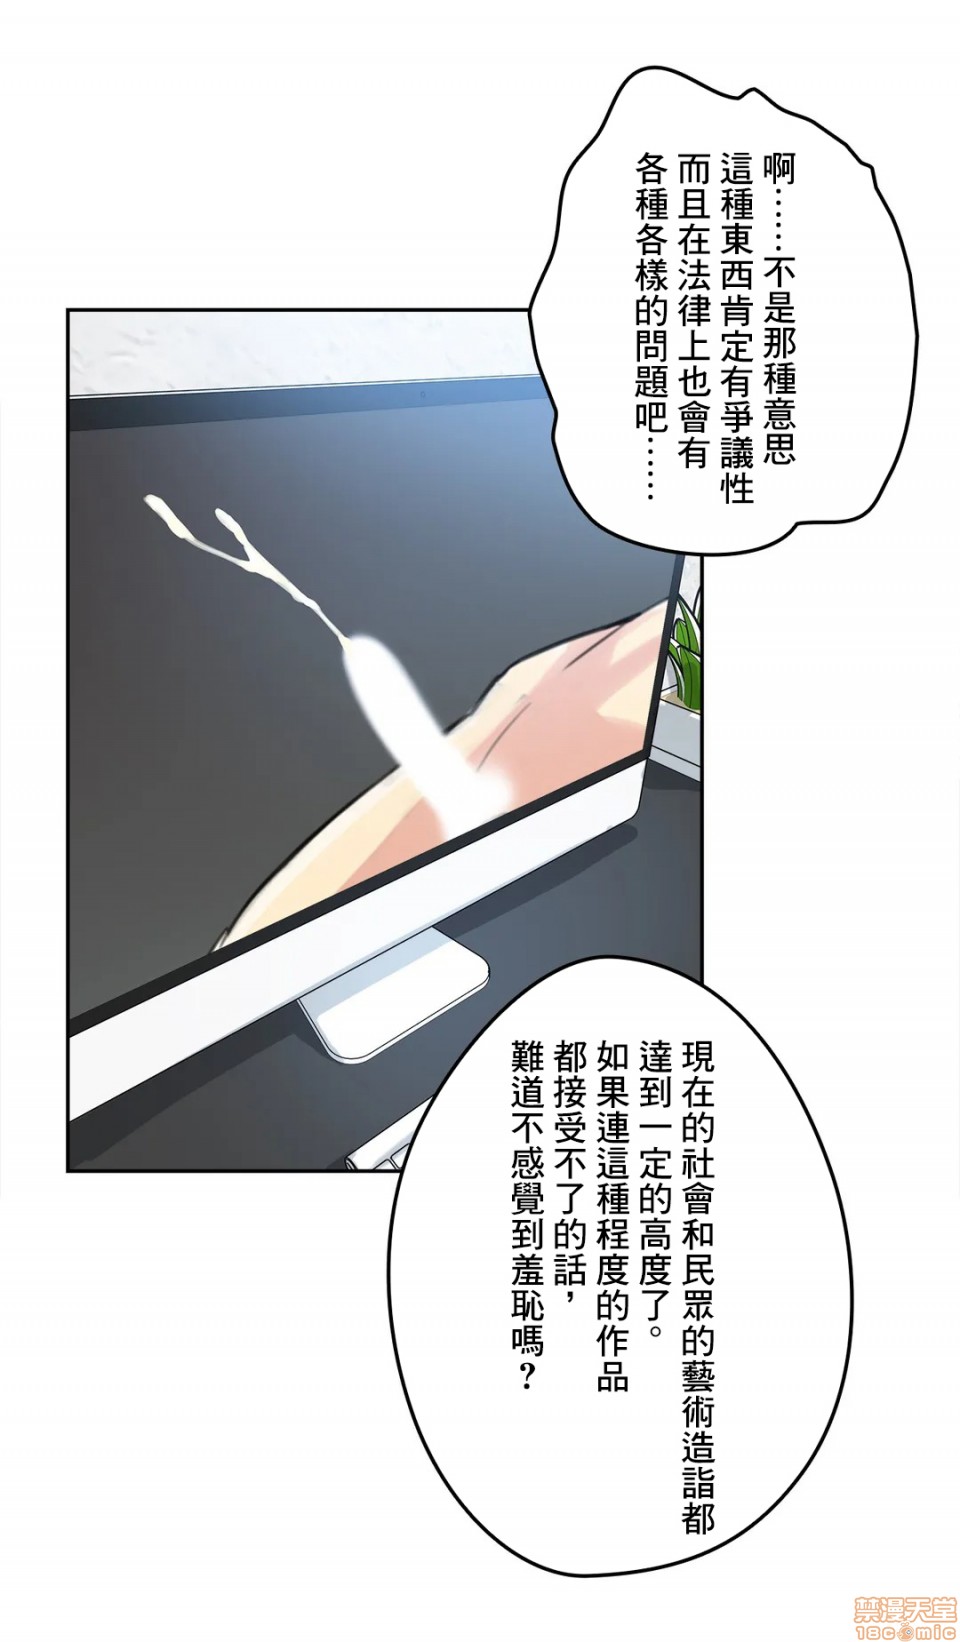 啊……不是那種意思
這種東西肯定有爭議性
而且在法律上也會有
各種各樣的問題吧……
現在的社會和民眾的藝術造詣都
達到一定的高度了。
如果連這種程度的作品
都接受不了的話，
難道不感覺到羞恥嗎？
禁漫天堂
18comic